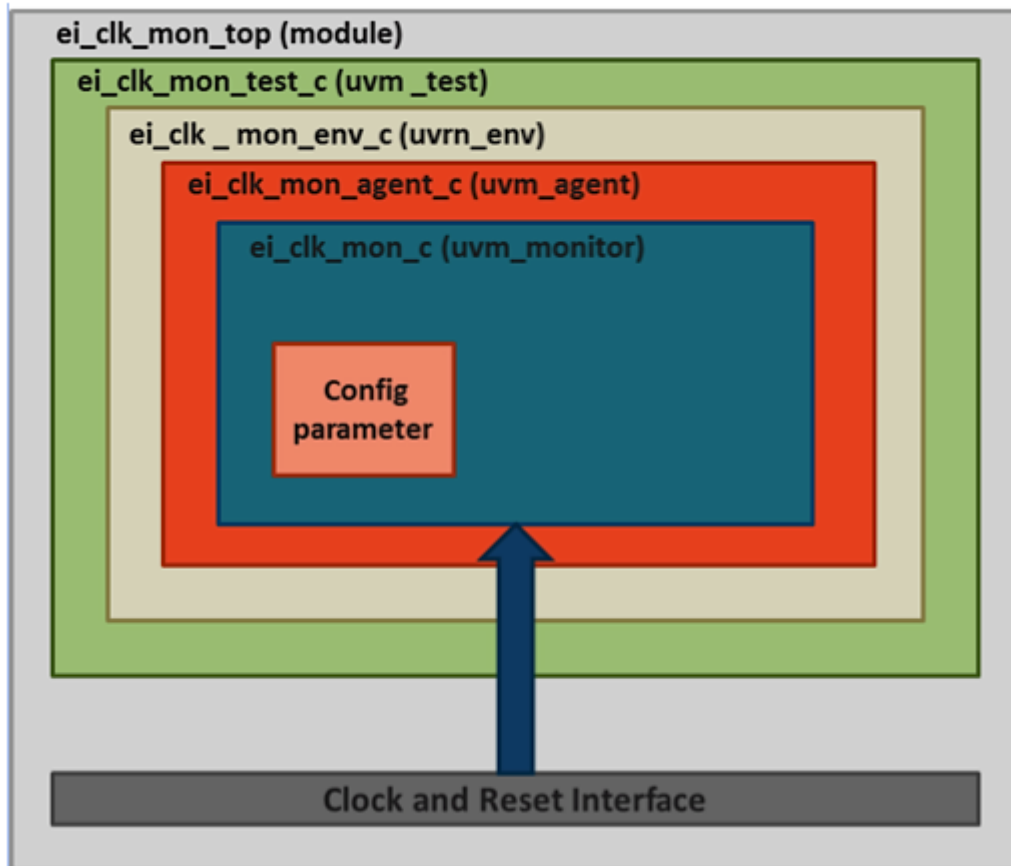 ei_clk_mon_top (module)
ei_clk_mon_test_c (uvm _test)
ei_clk _ mon_env_c (uvrn_env)
ei_clk_mon_agent_c (uvm_agent)
ei_clk_mon_c (uvm_monitor)
Config
parameter
Clock and Reset Interface